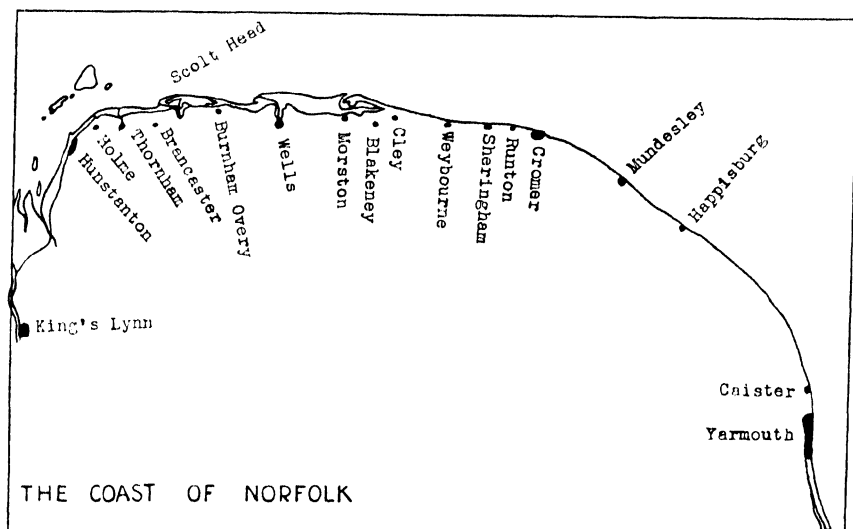 Scolt Head
Hunstanton
Holme
Thornham
Brancaster
Burnham Overy
Wells
Morston
Blakeney
Cley
Weybourne
Sheringham
Runton
Cromer
Mundesley
Happisburg
King's Lynn
Caister
Yarmouth
THE COAST OF NORFOLK